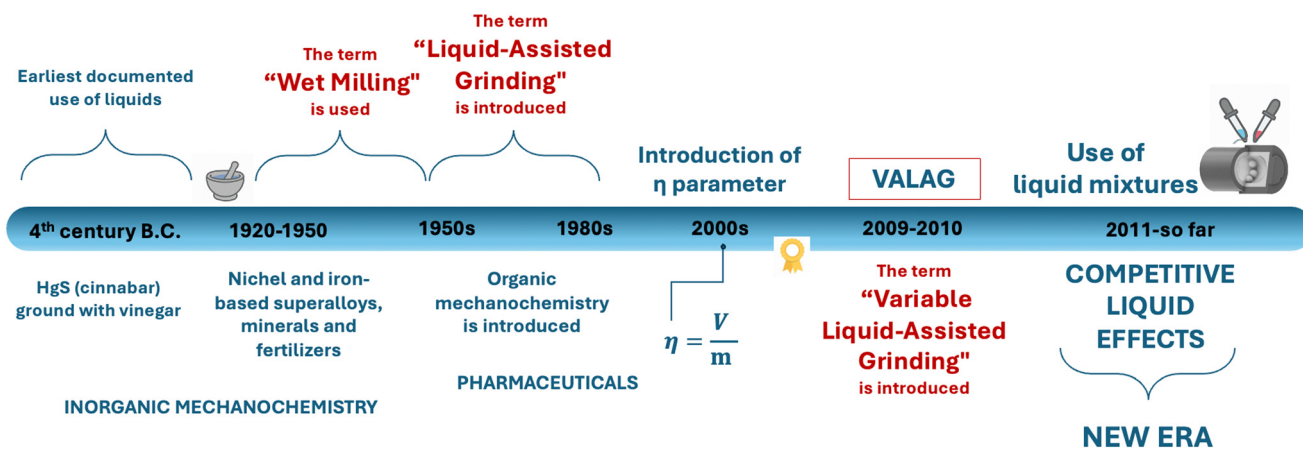 Earliest documented
use of liquids
The term
“Wet Milling"
is used
The term
“Liquid-Assisted
Grinding"
is introduced
Introduction of
η parameter
VALAG
Use of
liquid mixtures
4th century B.C.
1920-1950
1950s
1980s
2000s
2009-2010
2011-so far
HgS (cinnabar)
ground with vinegar
Nichel and iron-
based superalloys,
minerals and
fertilizers
Organic
mechanochemistry
is introduced
η = V/m
The term
“Variable
Liquid-Assisted
Grinding"
is introduced
COMPETITIVE
LIQUID
EFFECTS
PHARMACEUTICALS
INORGANIC MECHANOCHEMISTRY
NEW ERA